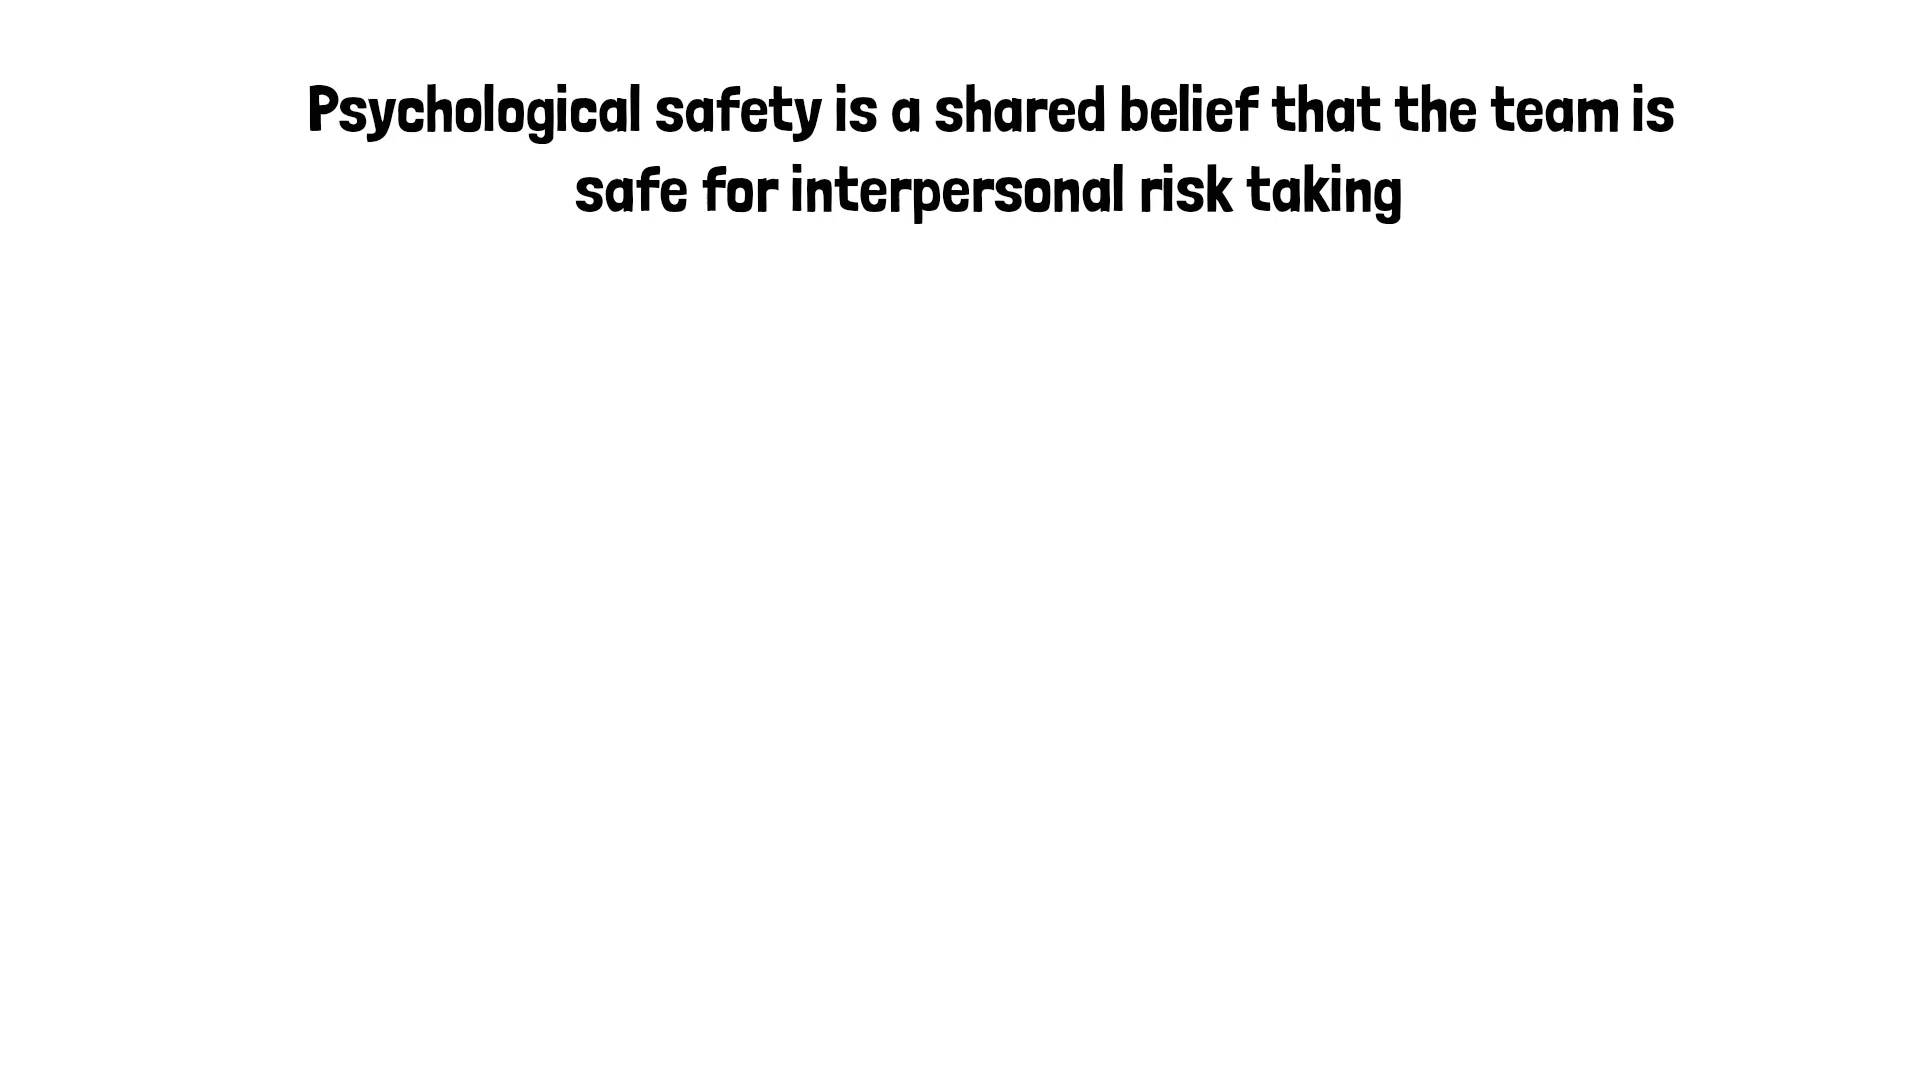 Psychological safety is a shared belief that the team is
safe for interpersonal risk taking